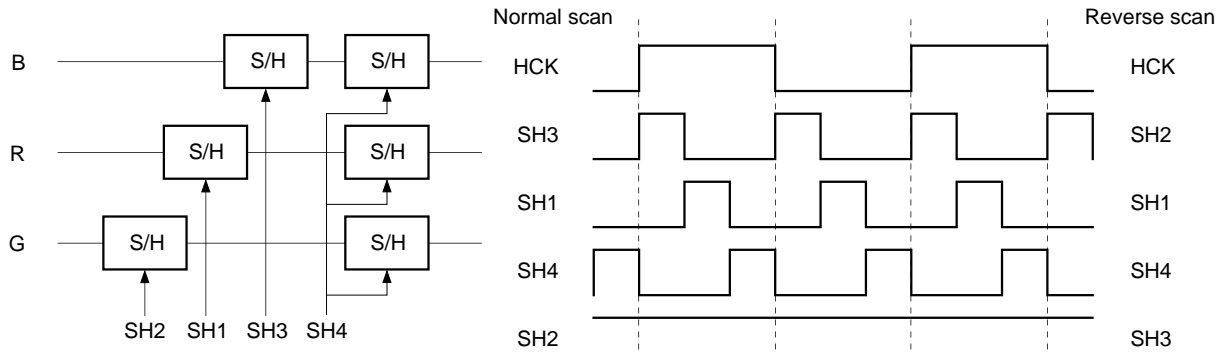 Normal scan
Reverse scan
B
S/H
S/H
HCK
HCK
SH3
SH2
R
S/H
S/H
SH1
SH1
G
S/H
S/H
SH4
SH4
SH2
SH1
SH3
SH4
SH2
SH3